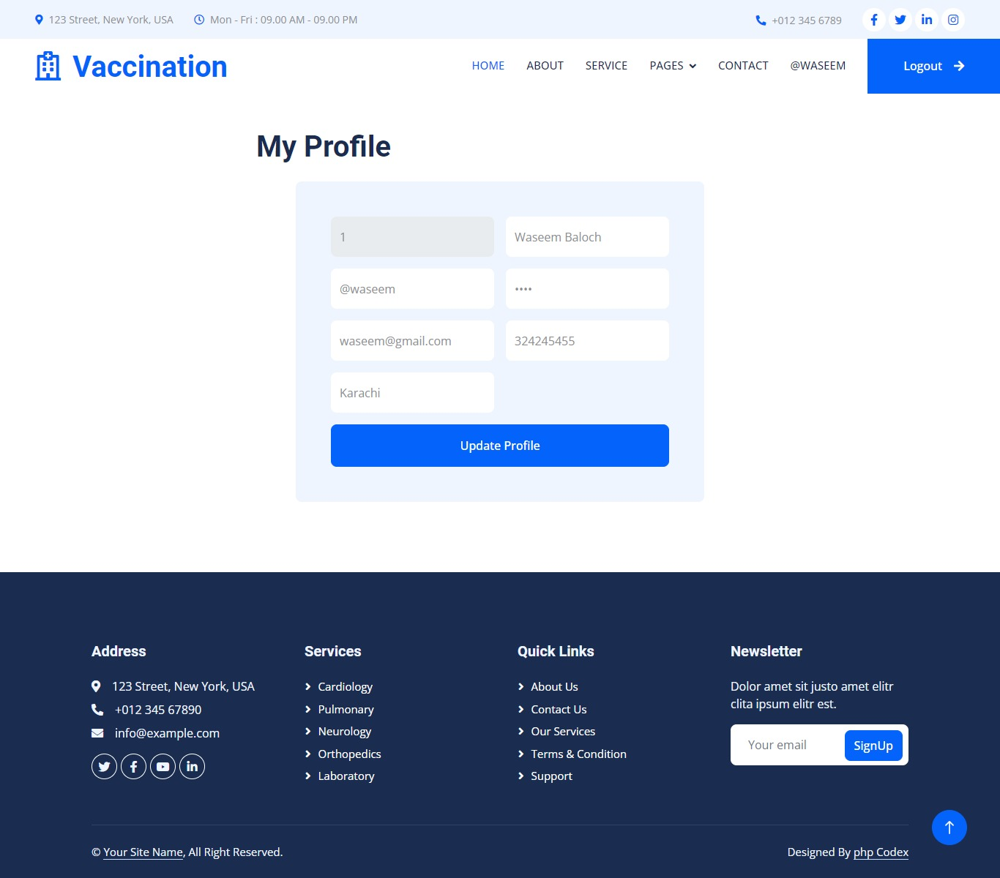 123 Street, New York, USA
Mon - Fri : 09.00 AM - 09.00 PM
+012 345 6789
Vaccination
HOME
ABOUT
SERVICE
PAGES
CONTACT
@WASEEM
Logout
My Profile
1
Waseem Baloch
@waseem
••••
waseem@gmail.com
324245455
Karachi
Update Profile
Address
123 Street, New York, USA
+012 345 67890
info@example.com
Services
Cardiology
Pulmonary
Neurology
Orthopedics
Laboratory
Quick Links
About Us
Contact Us
Our Services
Terms & Condition
Support
Newsletter
Dolor amet sit justo amet elitr
clita ipsum elitr est.
Your email
SignUp
© Your Site Name, All Right Reserved.
Designed By php Codex